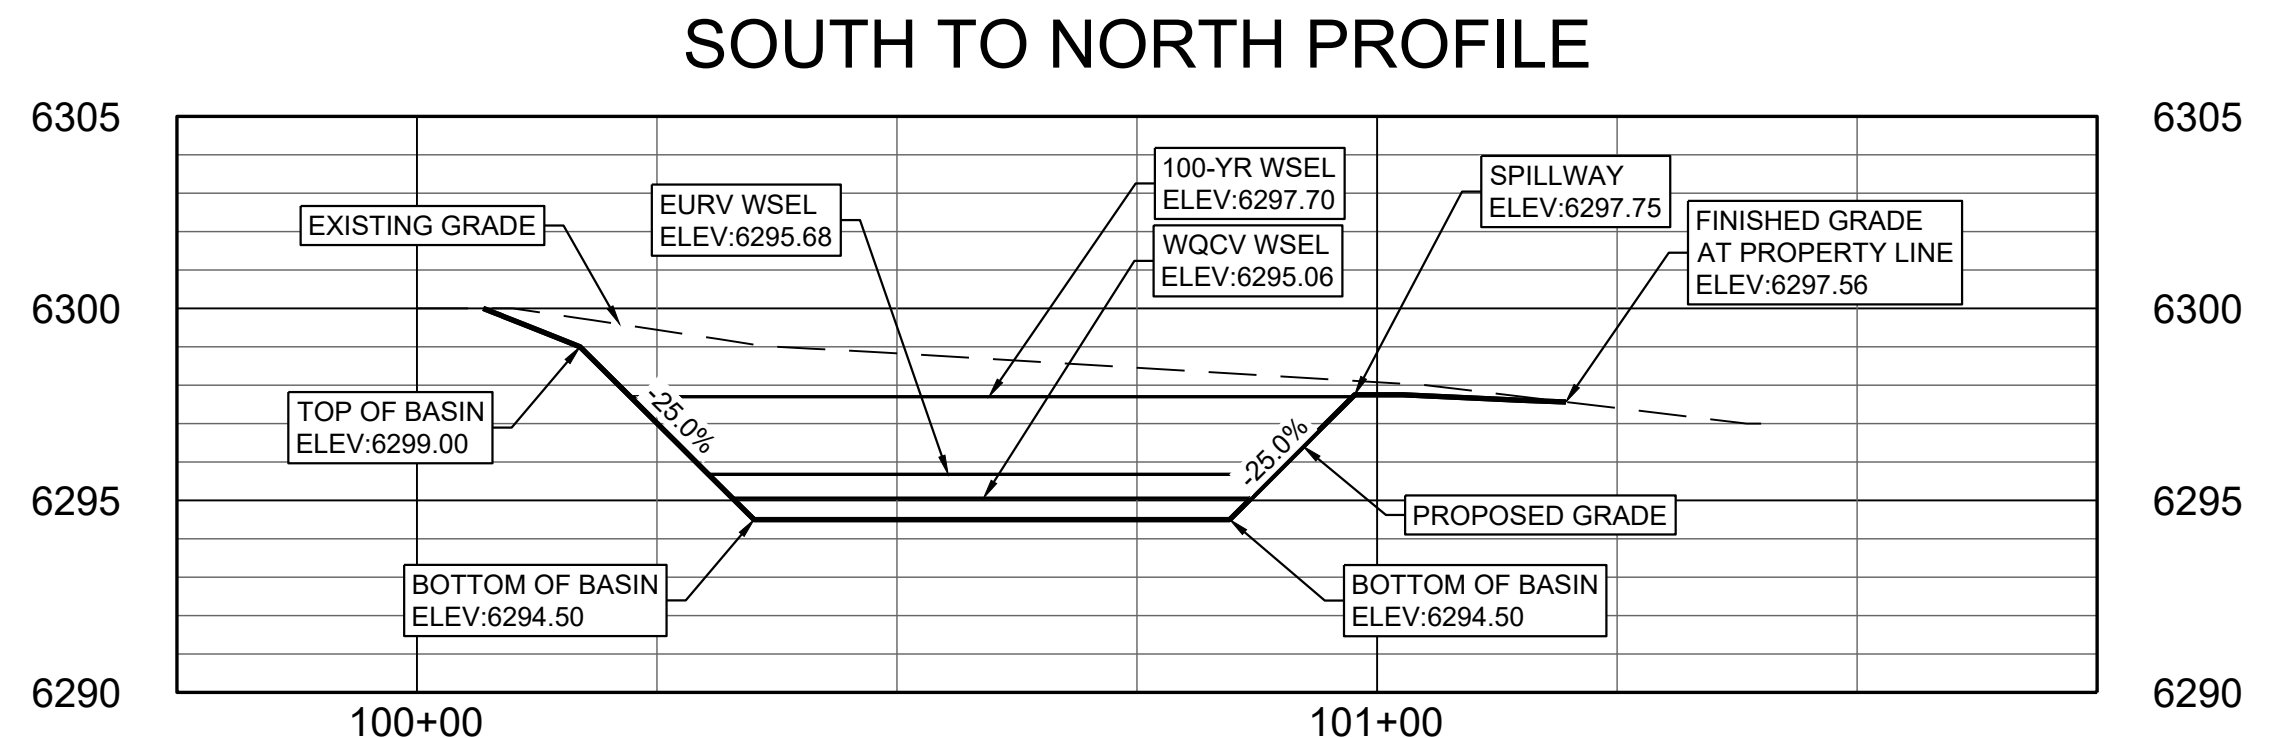 SOUTH TO NORTH PROFILE
6305
6305
100-YR WSEL
ELEV:6297.70
SPILLWAY
ELEV:6297.75
EURV WSEL
ELEV:6295.68
EXISTING GRADE
FINISHED GRADE
AT PROPERTY LINE
ELEV:6297.56
WQCV WSEL
ELEV:6295.06
6300
6300
TOP OF BASIN
ELEV:6299.00
-25.0%
-25.0%
6295
6295
PROPOSED GRADE
BOTTOM OF BASIN
ELEV:6294.50
BOTTOM OF BASIN
ELEV:6294.50
6290
6290
100+00
101+00